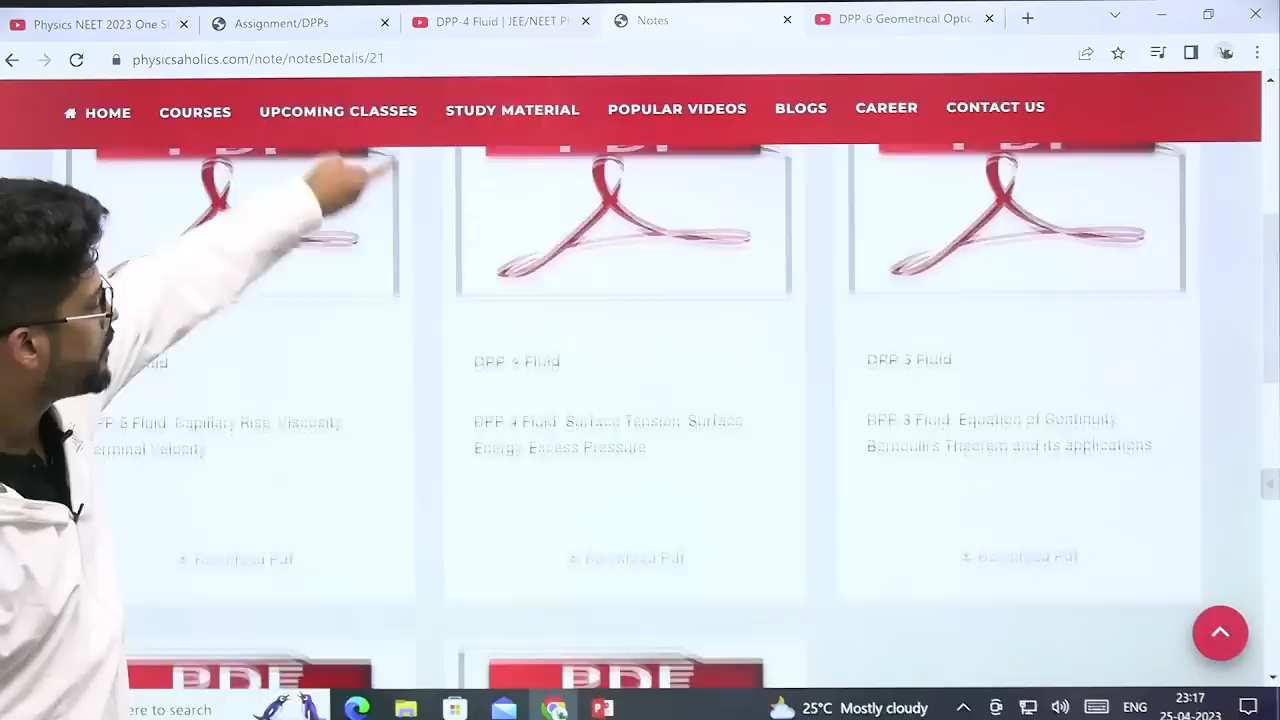 Physics NEET 2023 One S
Assignment/DPPs
DPP-4 Fluid | JEE/NEET P
Notes
DPP-6 Geometrical Optic
physicsaholics.com/note/notesDetalis/21
HOME
COURSES
UPCOMING CLASSES
STUDY MATERIAL
POPULAR VIDEOS
BLOGS
CAREER
CONTACT US
PDF
PDF
PDF
DPP 4 Fluid
Fluid
Fluid Capillary Rise Viscosity
Velocity
DPP 4 Fluid Surface Tension Surface
Energy Excess Pressure
DPP 3 Fluid Equation of Continuity
Bernoulli's Theorem and its applications
Download Pdf
Download Pdf
Download Pdf
PDF
PDF
ere to search
25°C Mostly cloudy
ENG
23:17
25-04-2023